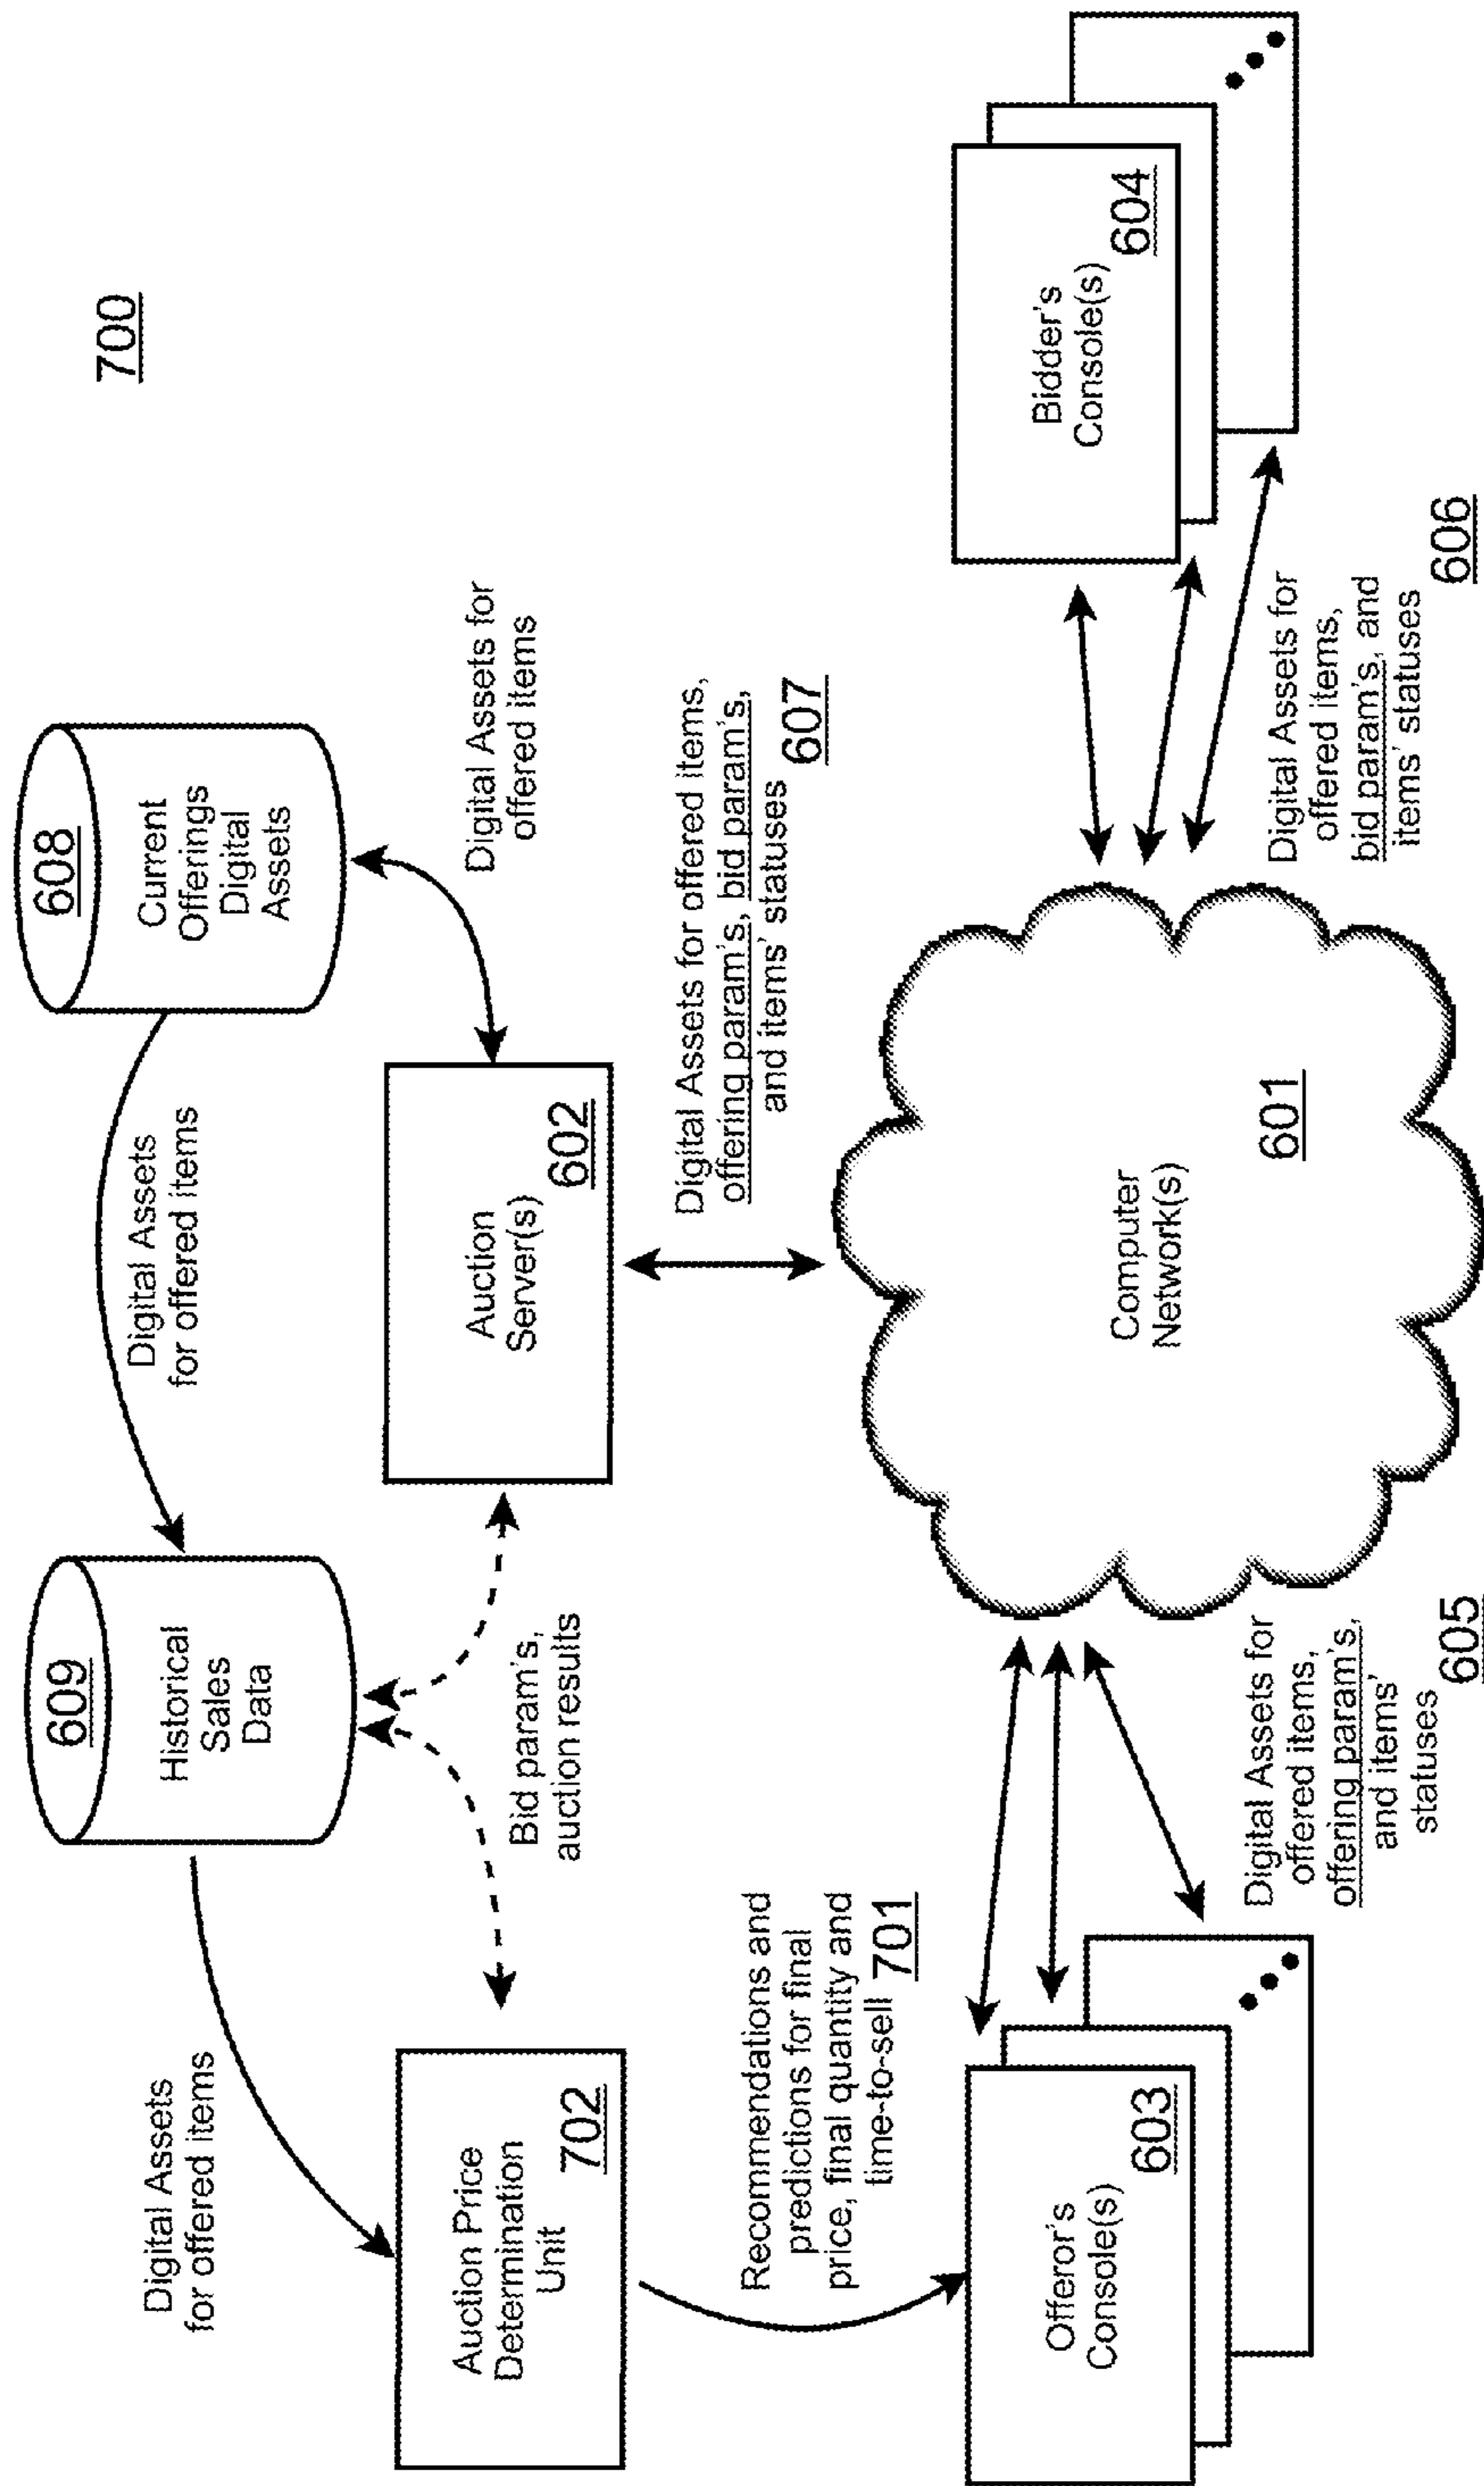 700
609
Historical
Sales
Data
608
Current
Offerings
Digital
Assets
Digital Assets
for offered items
Digital Assets
for offered items
Auction Price
Determination
Unit
702
Bid param's,
auction results
Auction
Server(s)
602
Digital Assets for
offered items
Recommendations and
predictions for final
price, final quantity and
time-to-sell 701
Digital Assets for offered items,
offering param's, bid param's,
and items' statuses
607
Offeror's
Console(s)
603
Computer
Network(s)
601
Bidder's
Console(s)
604
Digital Assets for
offered items,
offering param's,
and items'
statuses
605
Digital Assets for
offered items,
bid param's, and
items' statuses
606